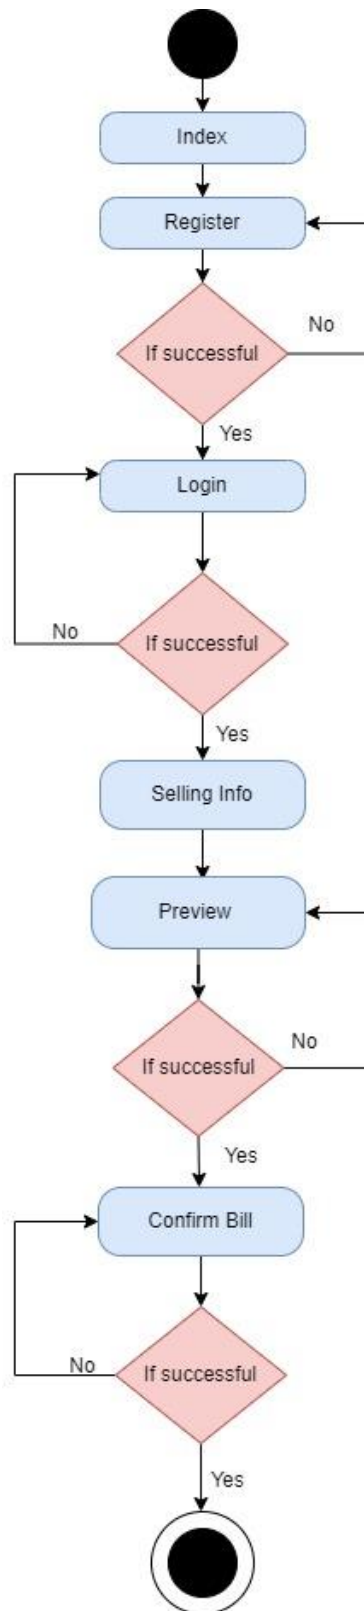 Index
Register
If successful
No
Yes
Login
If successful
No
Yes
Selling Info
Preview
If successful
No
Yes
Confirm Bill
If successful
No
Yes